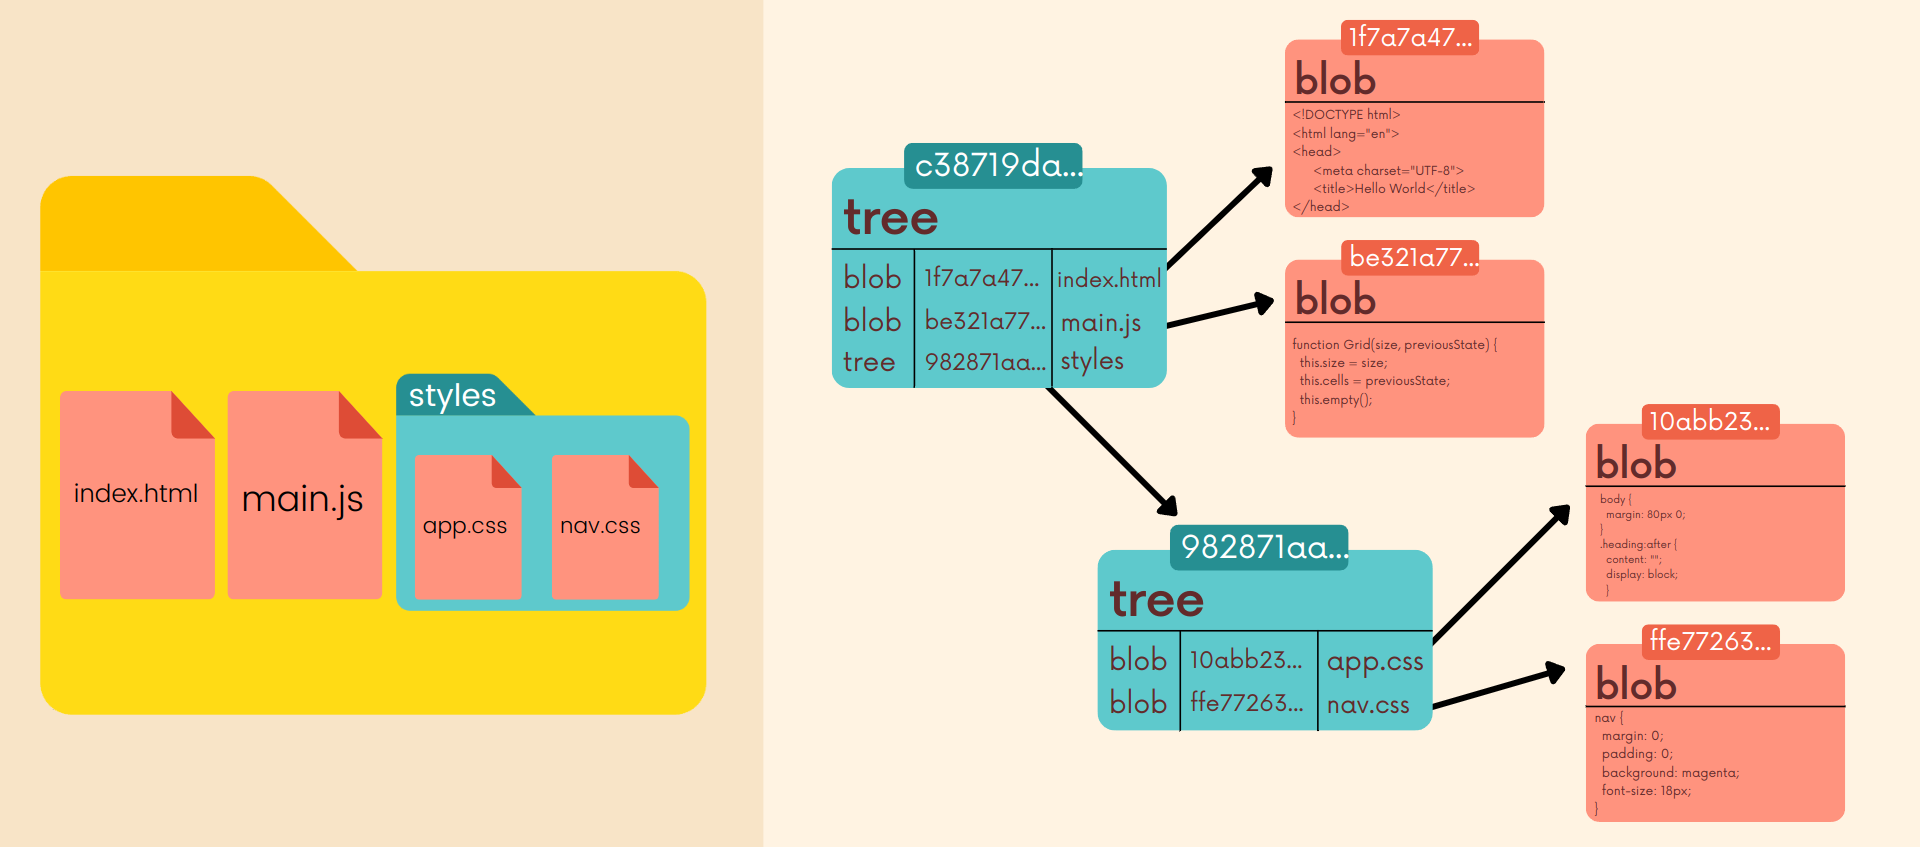 index.html
main.js
styles
app.css
nav.css
c38719da...
tree
blob 1f7a7a47... index.html
blob be321a77... main.js
tree 982871aa... styles
1f7a7a47...
blob
<!DOCTYPE html>
<html lang="en">
<head>
<meta charset="UTF-8">
<title>Hello World</title>
</head>
be321a77...
blob
function Grid(size, previousState) {
this.size = size;
this.cells = previousState;
this.empty();
}
982871aa...
tree
blob 10abb23... app.css
blob ffe77263... nav.css
10abb23...
blob
body {
margin: 80px 0;
}
.heading:after {
content: "";
display: block;
}
ffe77263...
blob
nav {
margin: 0;
padding: 0;
background: magenta;
font-size: 18px;
}